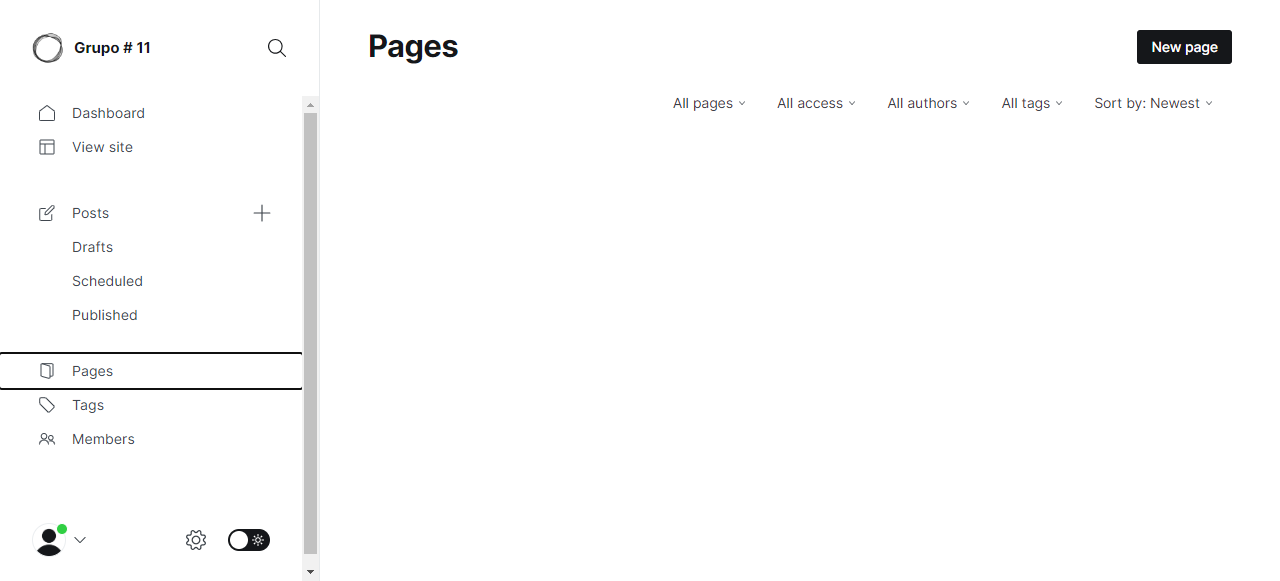 Grupo # 11
Dashboard
View site
Posts
Drafts
Scheduled
Published
Pages
Tags
Members
Pages
New page
All pages
All access
All authors
All tags
Sort by: Newest